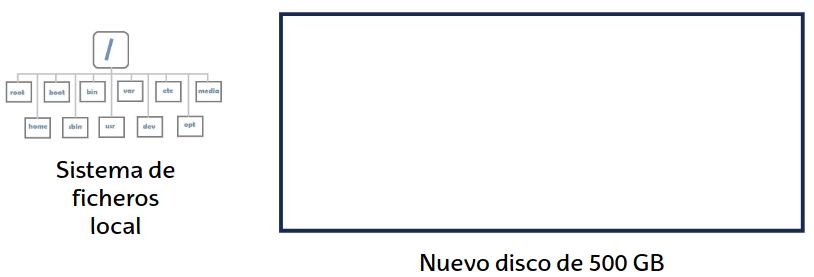 /
root boot bin var etc media
home sbin usr dev opt
Sistema de
ficheros
local
Nuevo disco de 500 GB